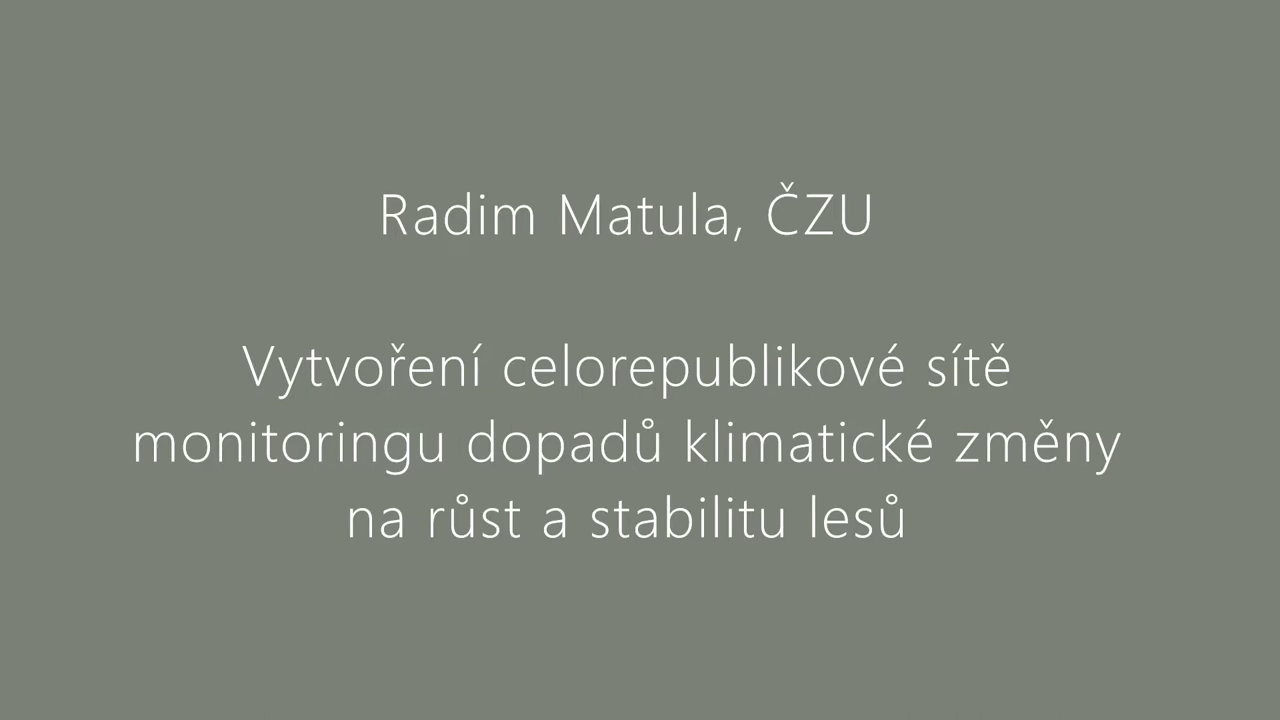 Radim Matula, ČZU
Vytvoření celorepublikové sítě
monitoringu dopadů klimatické změny
na růst a stabilitu lesů